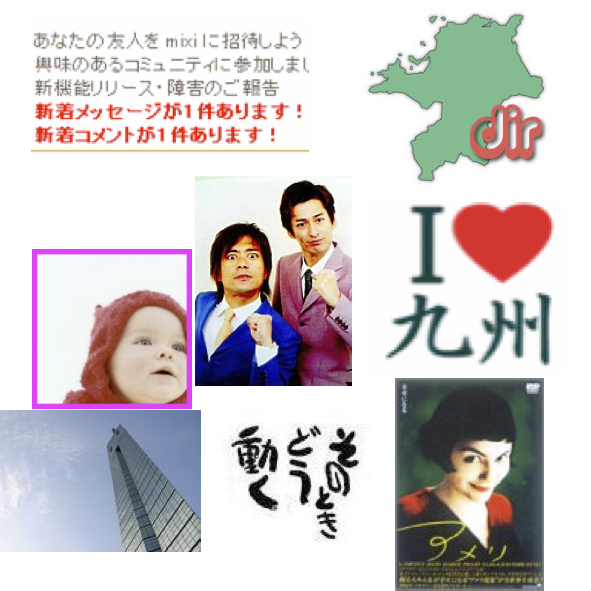 あなたの友人を mixi に招待しよう
興味のあるコミュニティに参加しまし
新機能リリース・障害のご報告
新着メッセージが1件あります！
新着コメントが1件あります！
dir
I
九州
そのとき
どう
動く
DVD
アメリ